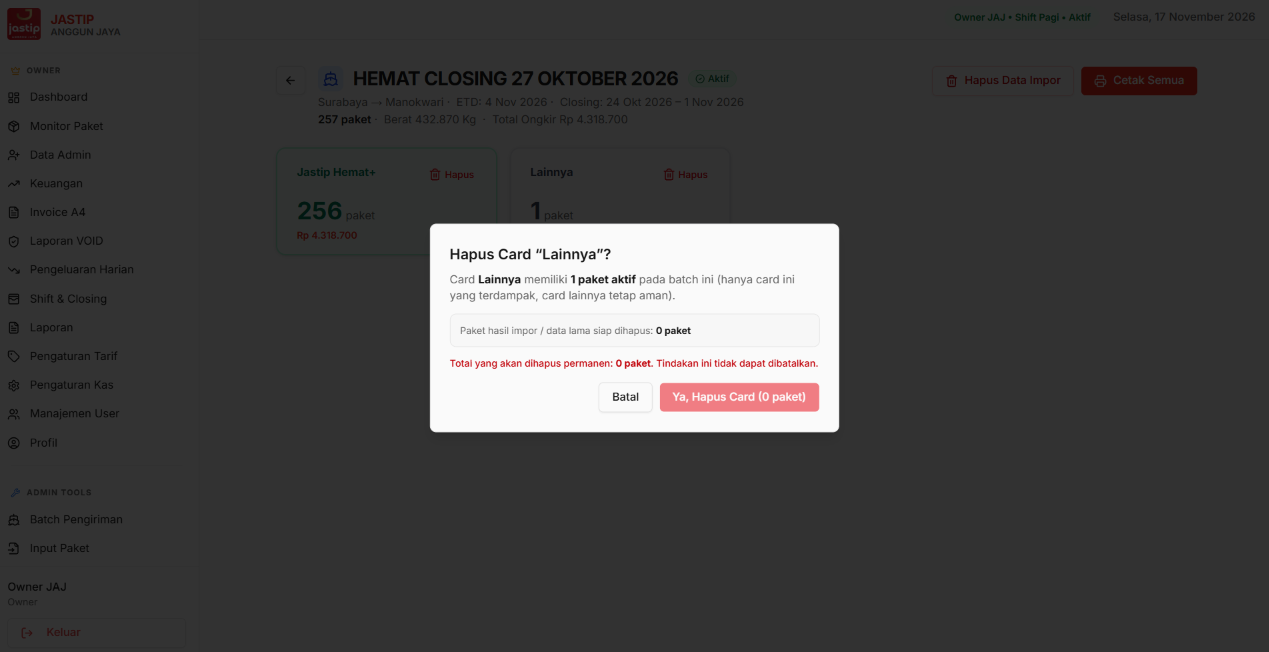 jastip
JASTIP
ANGGUN JAYA
OWNER
Dashboard
Monitor Paket
Data Admin
Keuangan
Invoice A4
Laporan VOID
Pengeluaran Harian
Shift & Closing
Laporan
Pengaturan Tarif
Pengaturan Kas
Manajemen User
Profil
ADMIN TOOLS
Batch Pengiriman
Input Paket
Owner JAJ
Owner
Keluar
Owner JAJ • Shift Pagi • Aktif
Selasa, 17 November 2026
HEMAT CLOSING 27 OKTOBER 2026
Aktif
Surabaya → Manokwari · ETD: 4 Nov 2026 · Closing: 24 Okt 2026 – 1 Nov 2026
257 paket · Berat 432.870 Kg · Total Ongkir Rp 4.318.700
Hapus Data Impor
Cetak Semua
Jastip Hemat+
Hapus
256 paket
Rp 4.318.700
Lainnya
Hapus
1 paket
Hapus Card “Lainnya”?
Card Lainnya memiliki 1 paket aktif pada batch ini (hanya card ini
yang terdampak, card lainnya tetap aman).
Paket hasil impor / data lama siap dihapus: 0 paket
Total yang akan dihapus permanen: 0 paket. Tindakan ini tidak dapat dibatalkan.
Batal
Ya, Hapus Card (0 paket)